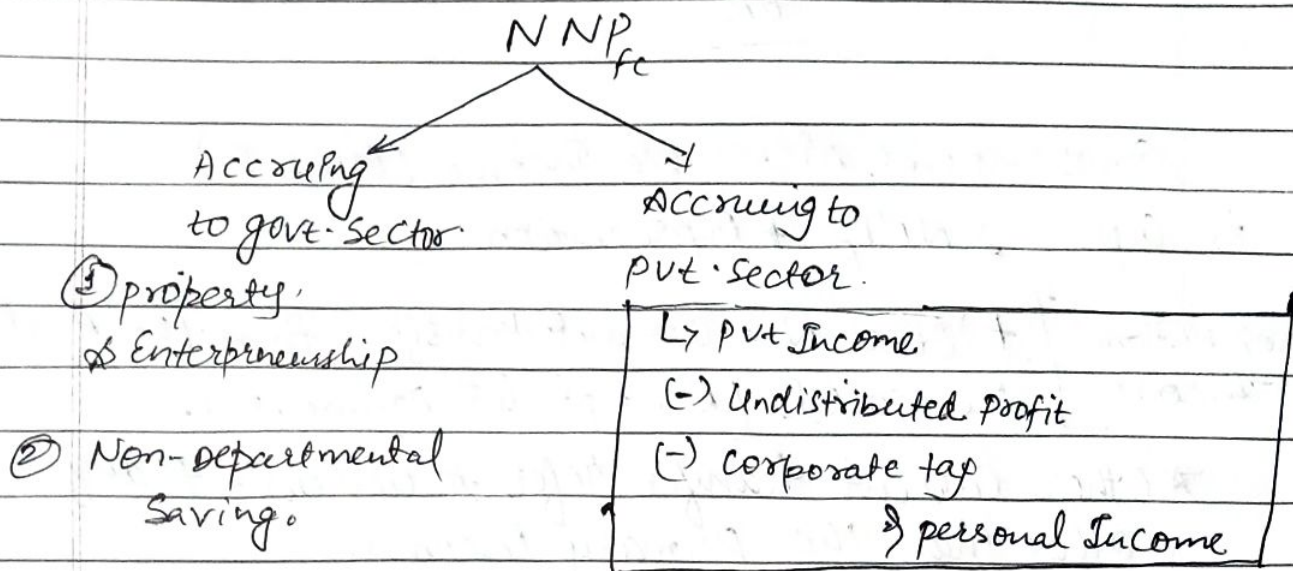 NNPfc
Accruing
to govt. Sector.
Accruing to
pvt. sector.
① property.
& Enterpreneurship
② Non-Departmental
Saving.
↳ pvt Income
(-) Undistributed Profit
(-) corporate tax
⇒ personal Income